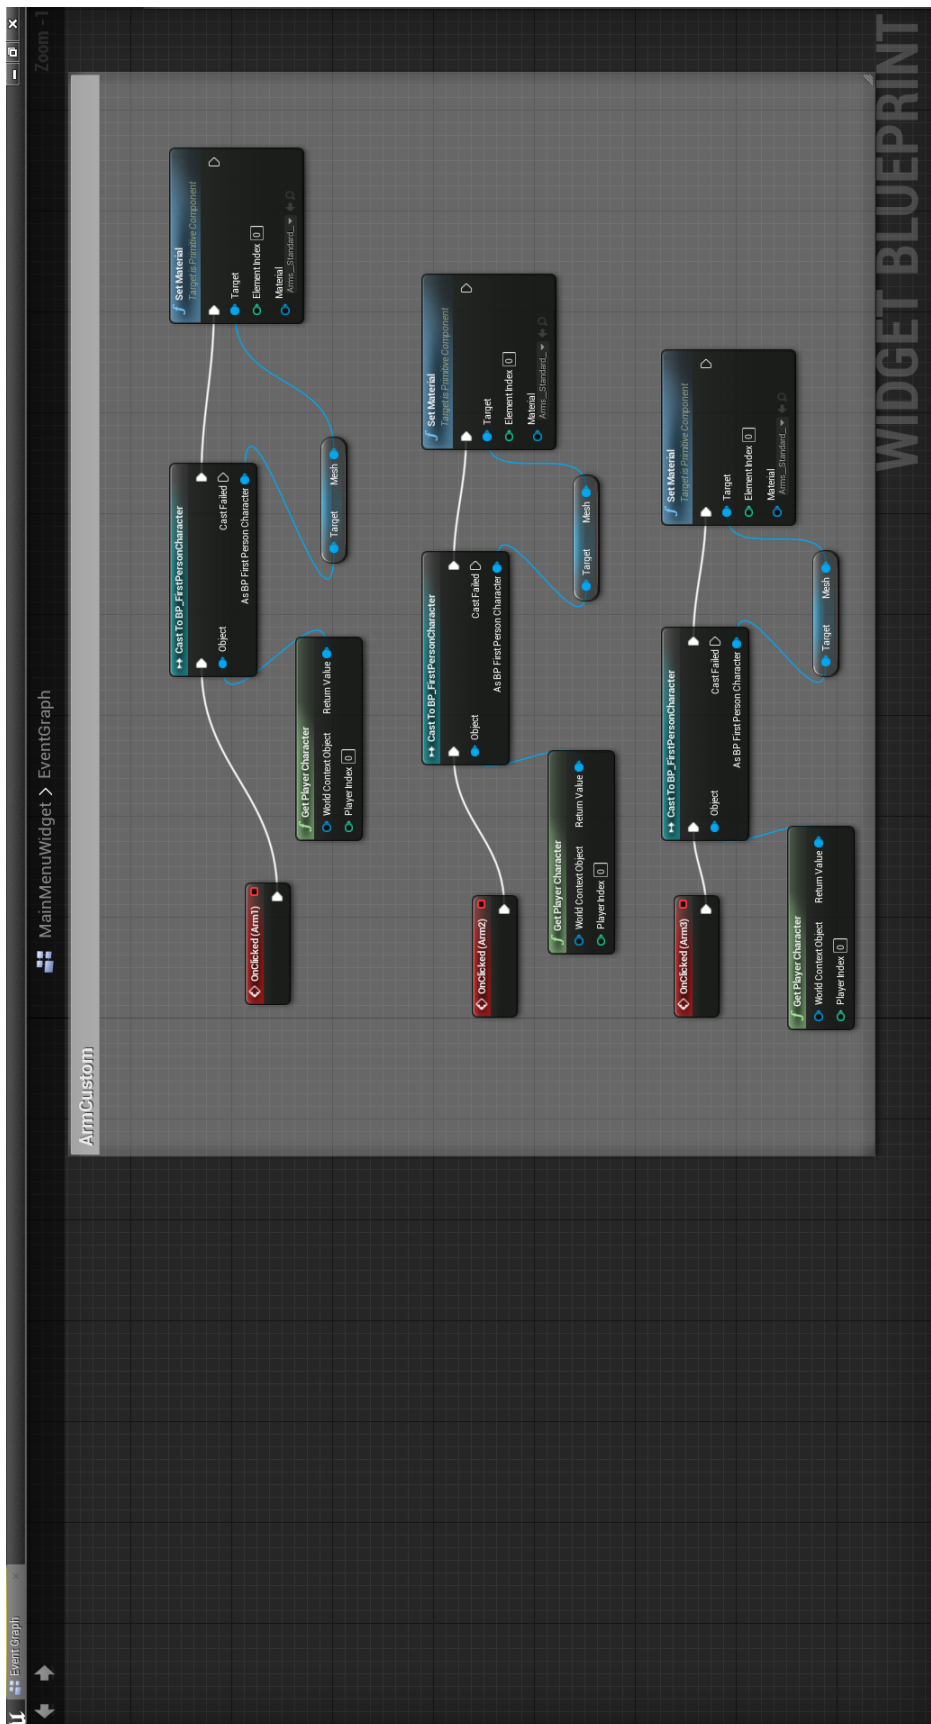 Event Graph
MainMenuWidget > EventGraph
Zoom -1
ArmCustom
OnClicked (Arm1)
Get Player Character
World Context Object
Return Value
Player Index 0
Cast To BP_FirstPersonCharacter
Object
Cast Failed
As BP First Person Character
Target
Mesh
Set Material
Target is Primitive Component
Target
Element Index 0
Material
Arms_Standard_
OnClicked (Arm2)
Get Player Character
World Context Object
Return Value
Player Index 0
Cast To BP_FirstPersonCharacter
Object
Cast Failed
As BP First Person Character
Target
Mesh
Set Material
Target is Primitive Component
Target
Element Index 0
Material
Arms_Standard_
OnClicked (Arm3)
Get Player Character
World Context Object
Return Value
Player Index 0
Cast To BP_FirstPersonCharacter
Object
Cast Failed
As BP First Person Character
Target
Mesh
Set Material
Target is Primitive Component
Target
Element Index 0
Material
Arms_Standard_
WIDGET BLUEPRINT